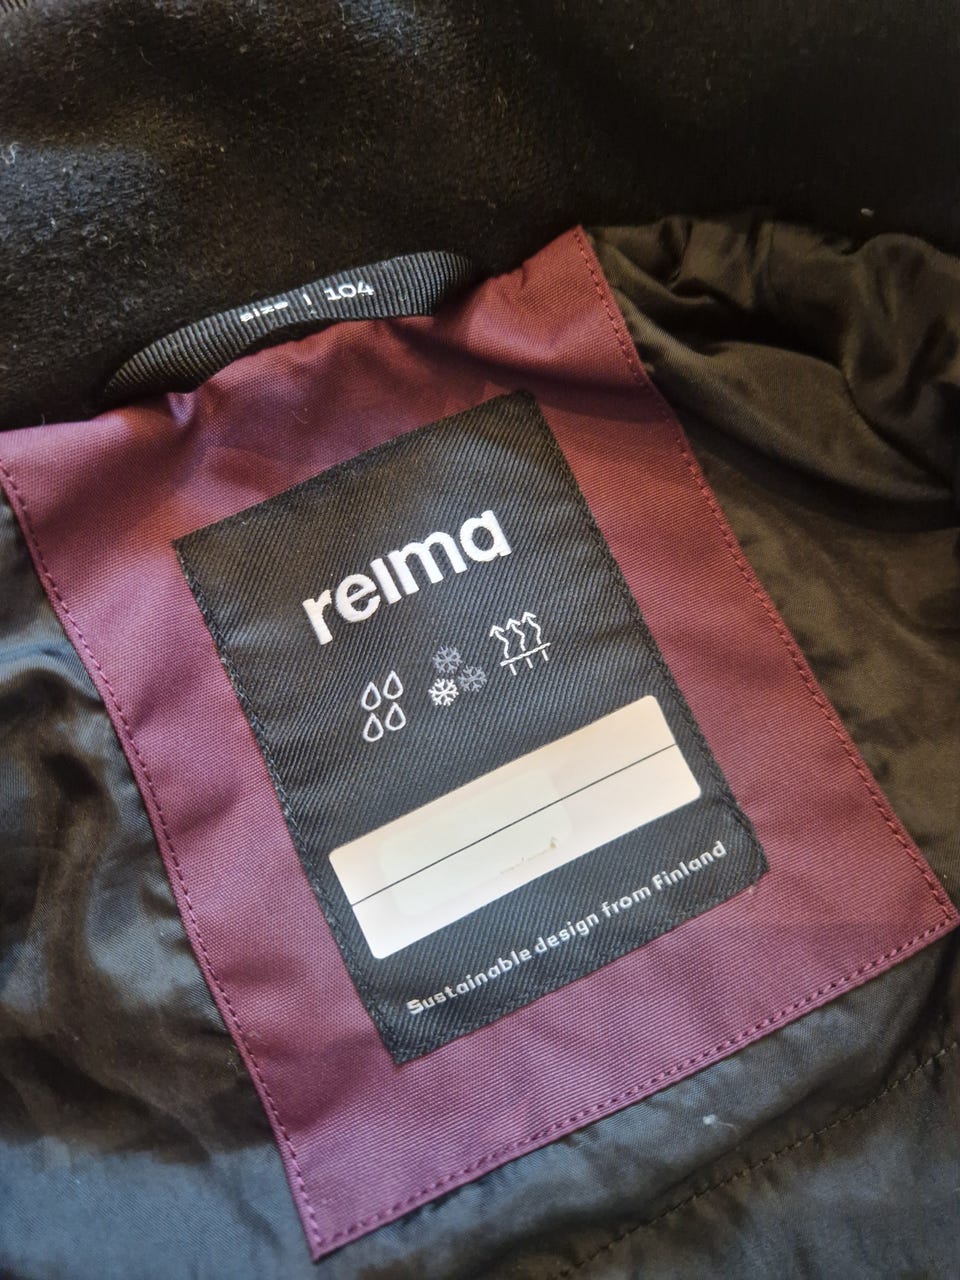 size | 104
reima
Sustainable design from Finland